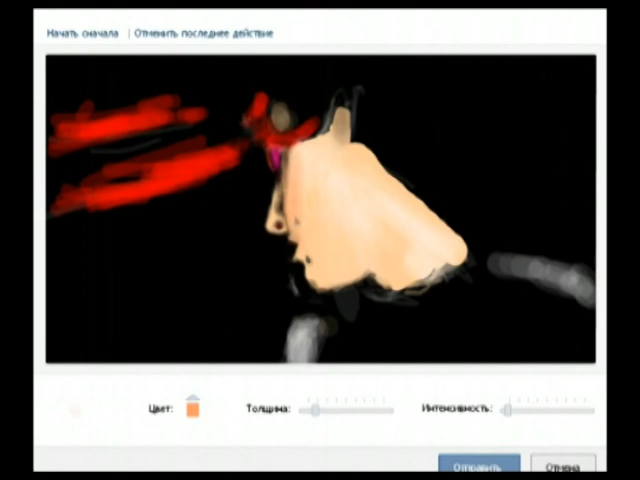 Начать сначала | Отменить последнее действие
Цвет: Толщина: Интенсивность:
Отправить Отмена